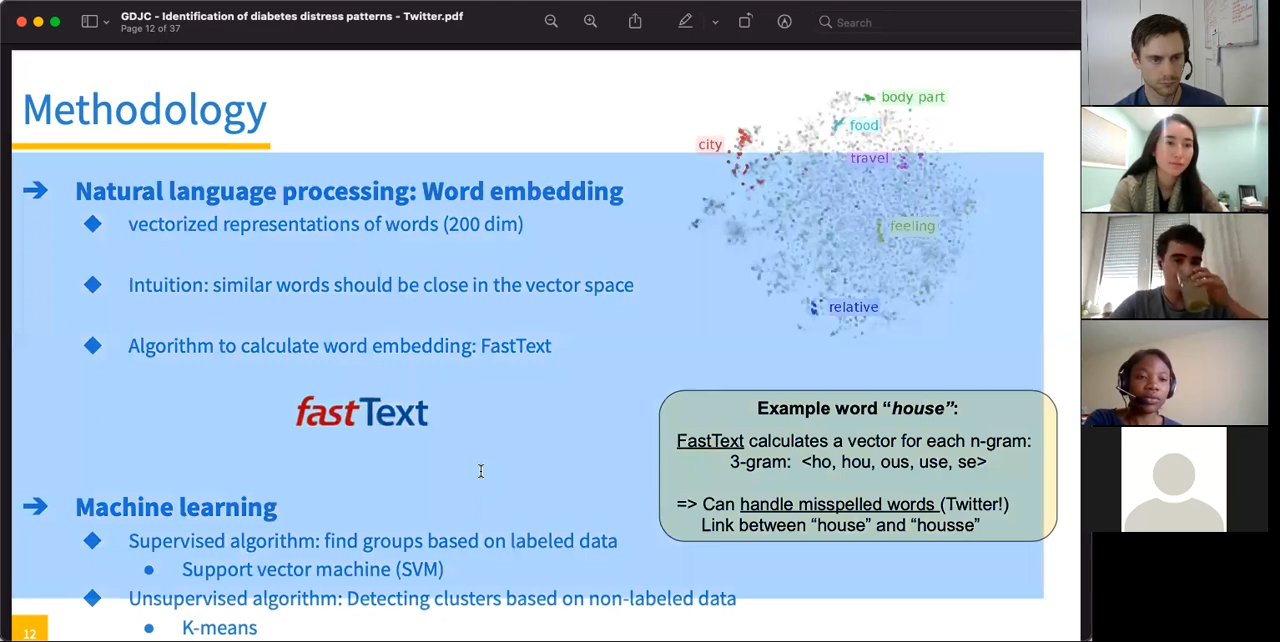 GDJC - Identification of diabetes distress patterns - Twitter.pdf
Page 12 of 37
Search
Methodology
body part
food
city
travel
feeling
relative
➔ Natural language processing: Word embedding
◆ vectorized representations of words (200 dim)
◆ Intuition: similar words should be close in the vector space
◆ Algorithm to calculate word embedding: FastText
fastText
Example word “house”:
FastText calculates a vector for each n-gram:
3-gram: <ho, hou, ous, use, se>
=> Can handle misspelled words (Twitter!)
Link between “house” and “housse”
➔ Machine learning
◆ Supervised algorithm: find groups based on labeled data
● Support vector machine (SVM)
◆ Unsupervised algorithm: Detecting clusters based on non-labeled data
● K-means
12